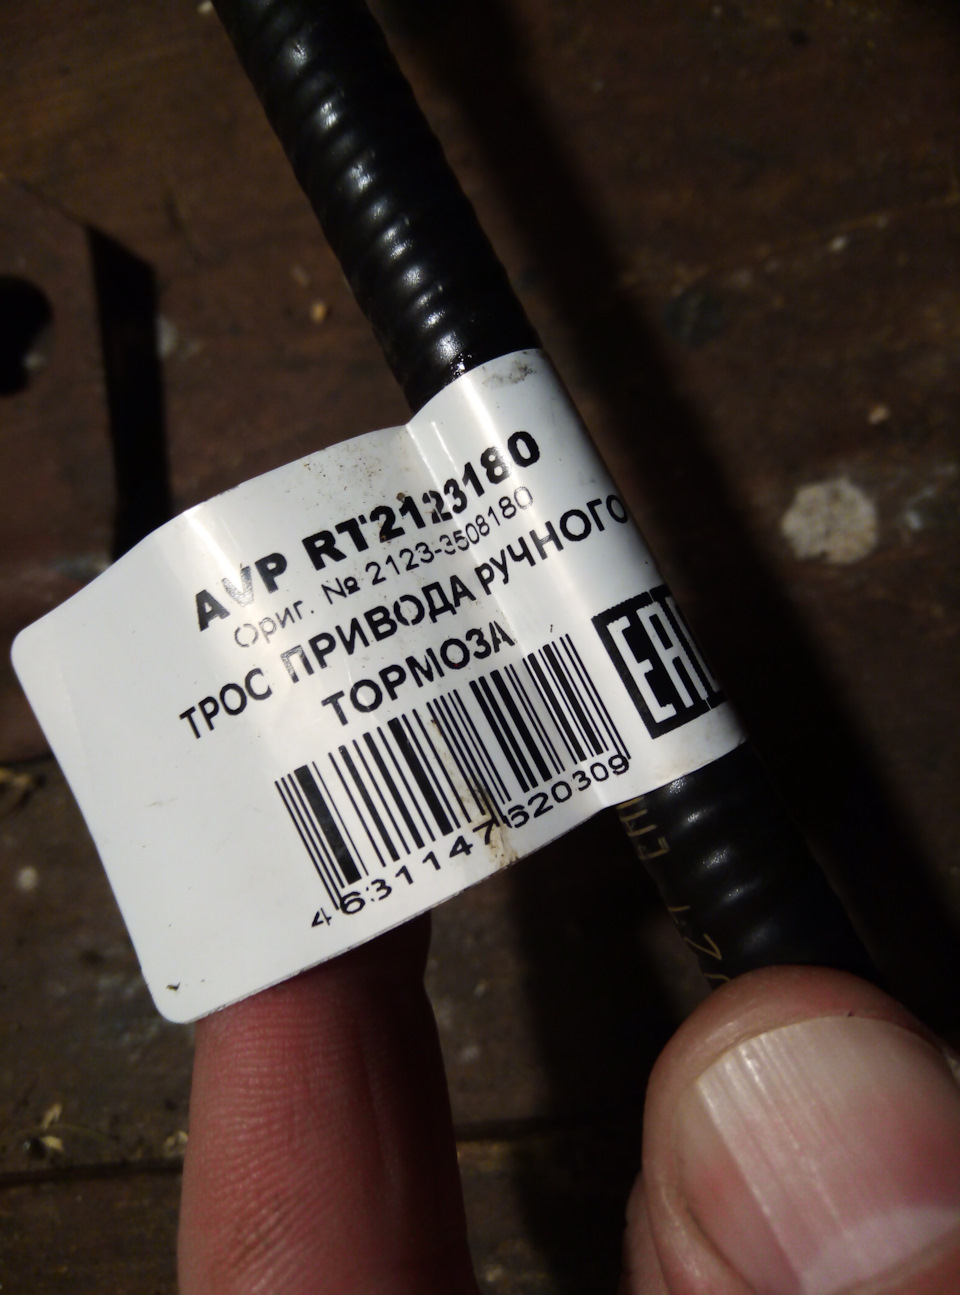 AVP RT2123180
Ориг. № 2123-3508180
ТРОС ПРИВОДА РУЧНОГО
ТОРМОЗА
EAC
4631147620309